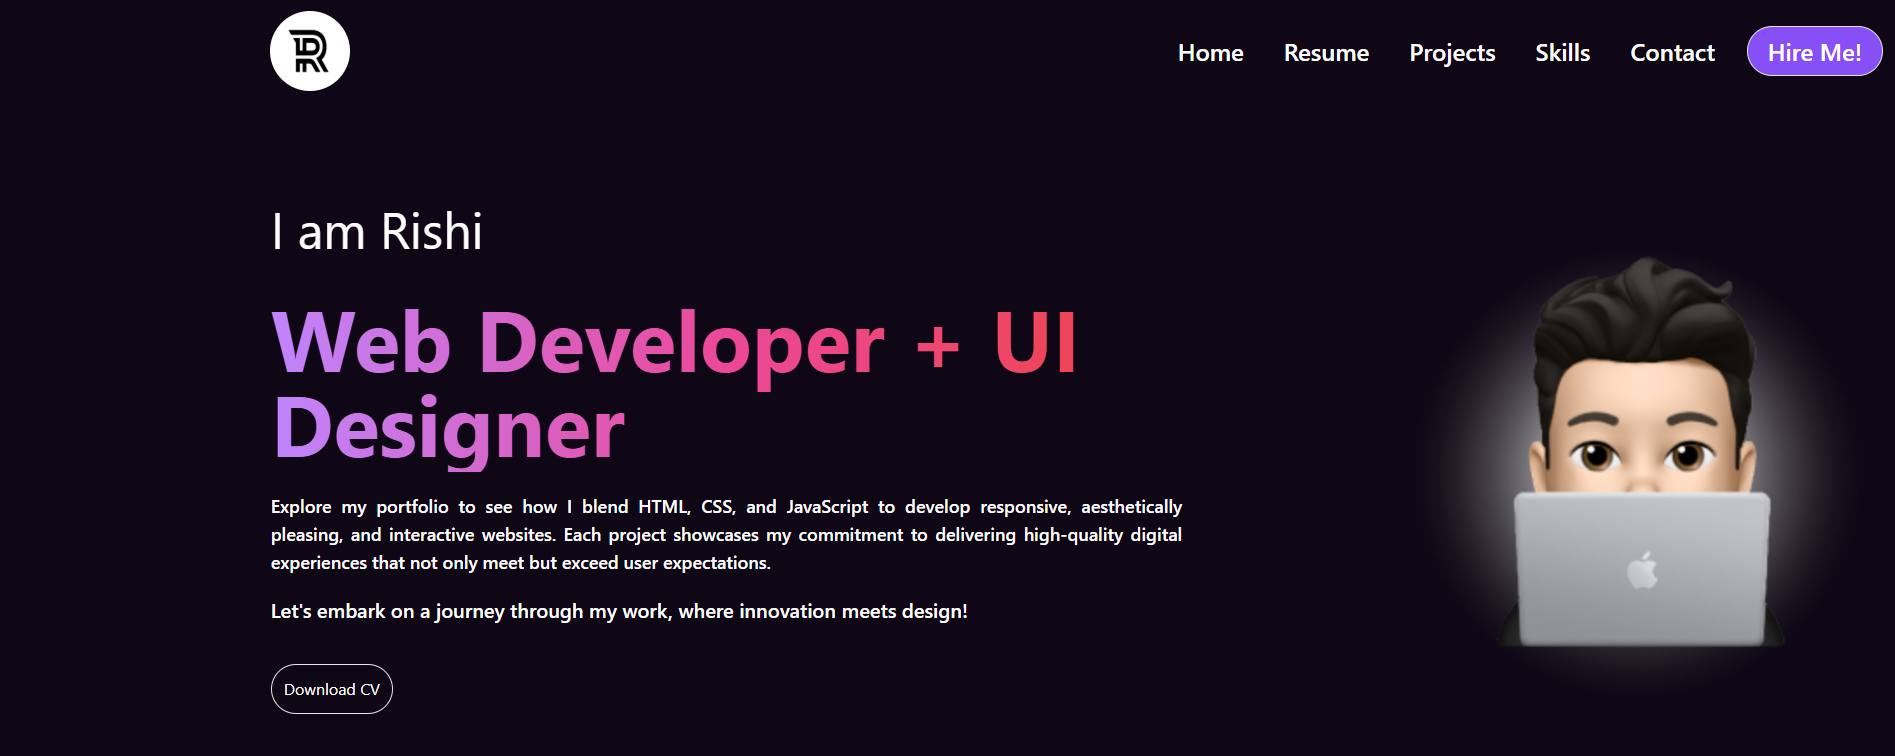 R
Home Resume Projects Skills Contact Hire Me!
I am Rishi
Web Developer + UI
Designer
Explore my portfolio to see how I blend HTML, CSS, and JavaScript to develop responsive, aesthetically
pleasing, and interactive websites. Each project showcases my commitment to delivering high-quality digital
experiences that not only meet but exceed user expectations.
Let's embark on a journey through my work, where innovation meets design!
Download CV